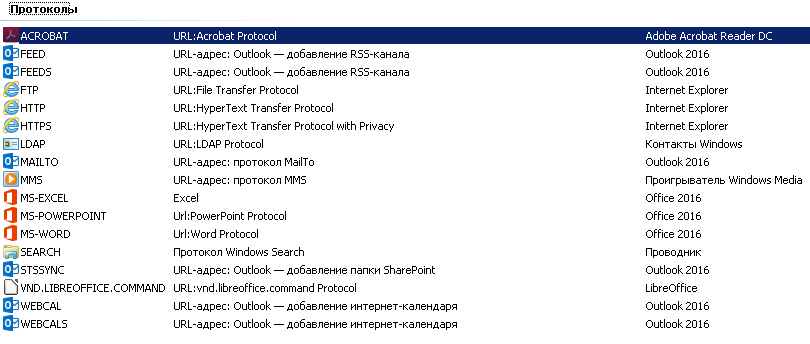 Протоколы
ACROBAT URL:Acrobat Protocol Adobe Acrobat Reader DC
FEED URL-адрес: Outlook — добавление RSS-канала Outlook 2016
FEEDS URL-адрес: Outlook — добавление RSS-канала Outlook 2016
FTP URL:File Transfer Protocol Internet Explorer
HTTP URL:HyperText Transfer Protocol Internet Explorer
HTTPS URL:HyperText Transfer Protocol with Privacy Internet Explorer
LDAP URL:LDAP Protocol Контакты Windows
MAILTO URL-адрес: протокол MailTo Outlook 2016
MMS URL-адрес: протокол MMS Проигрыватель Windows Media
MS-EXCEL Excel Office 2016
MS-POWERPOINT Url:PowerPoint Protocol Office 2016
MS-WORD Url:Word Protocol Office 2016
SEARCH Протокол Windows Search Проводник
STSSYNC URL-адрес: Outlook — добавление папки SharePoint Outlook 2016
VND.LIBREOFFICE.COMMAND URL:vnd.libreoffice.command Protocol LibreOffice
WEBCAL URL-адрес: Outlook — добавление интернет-календаря Outlook 2016
WEBCALS URL-адрес: Outlook — добавление интернет-календаря Outlook 2016